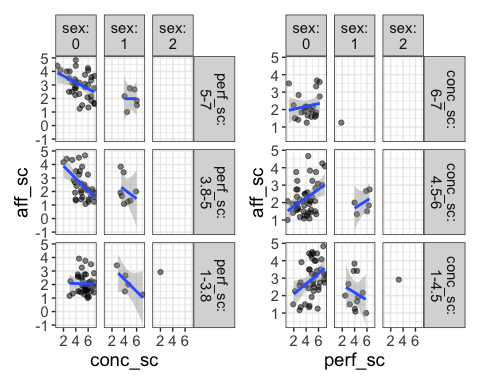 sex: 0
sex: 1
sex: 2
5
4
3
2
1
0
-1
perf_sc: 5-7
5
4
3
2
1
0
-1
perf_sc: 3.8-5
5
4
3
2
1
0
-1
perf_sc: 1-3.8
2 4 6
2 4 6
2 4 6
aff_sc
conc_sc
sex: 0
sex: 1
sex: 2
5
4
3
2
1
conc_sc: 6-7
5
4
3
2
1
conc_sc: 4.5-6
5
4
3
2
1
conc_sc: 1-4.5
2 4 6
2 4 6
2 4 6
aff_sc
perf_sc